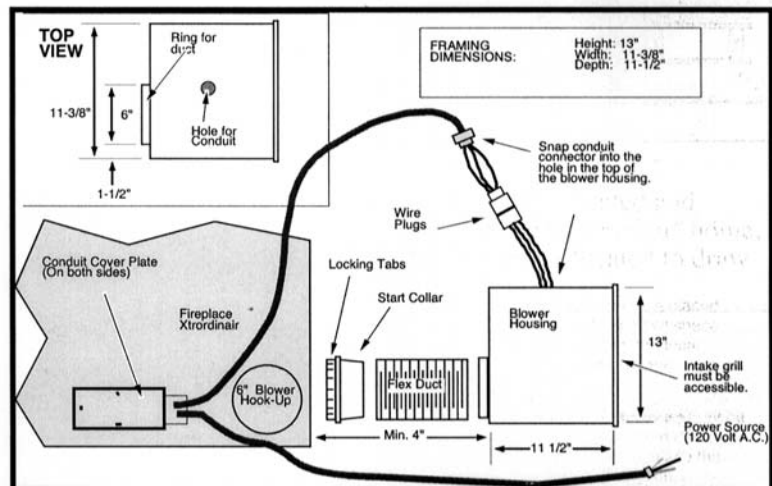 TOP
VIEW
Ring for
duct
11-3/8"
6"
Hole for
Conduit
1-1/2"
FRAMING
DIMENSIONS:
Height: 13"
Width: 11-3/8"
Depth: 11-1/2"
Snap conduit
connector into the
hole in the top of
the blower housing.
Wire
Plugs
Conduit Cover Plate
(On both sides)
Fireplace
Xtrordinair
Locking Tabs
Start Collar
Blower
Housing
13"
6" Blower
Hook-Up
Flex Duct
Intake grill
must be
accessible.
Min. 4"
11 1/2"
Power Source
(120 Volt A.C.)